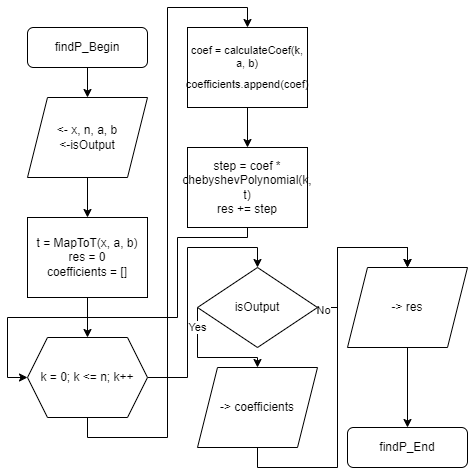 findP_Begin
<- x, n, a, b
<-isOutput
t = MapToT(x, a, b)
res = 0
coefficients = []
k = 0; k <= n; k++
coef = calculateCoef(k,
a, b)
coefficients.append(coef)
step = coef *
chebyshevPolynomial(k,
t)
res += step
isOutput
Yes
No
-> coefficients
-> res
findP_End